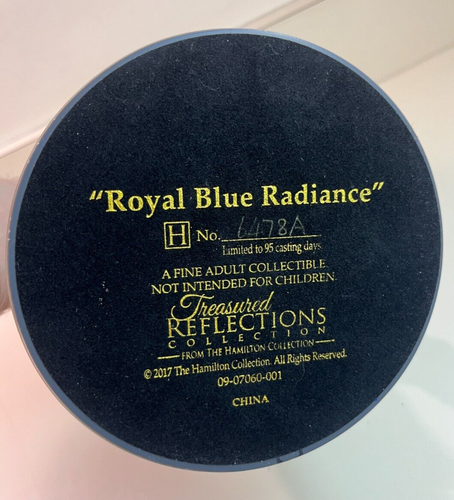 "Royal Blue Radiance"
H No. 6478A
Limited to 95 casting days
A FINE ADULT COLLECTIBLE.
NOT INTENDED FOR CHILDREN.
Treasured
REFLECTIONS
COLLECTION
FROM THE HAMILTON COLLECTION
© 2017 The Hamilton Collection. All Rights Reserved.
09-07060-001
CHINA